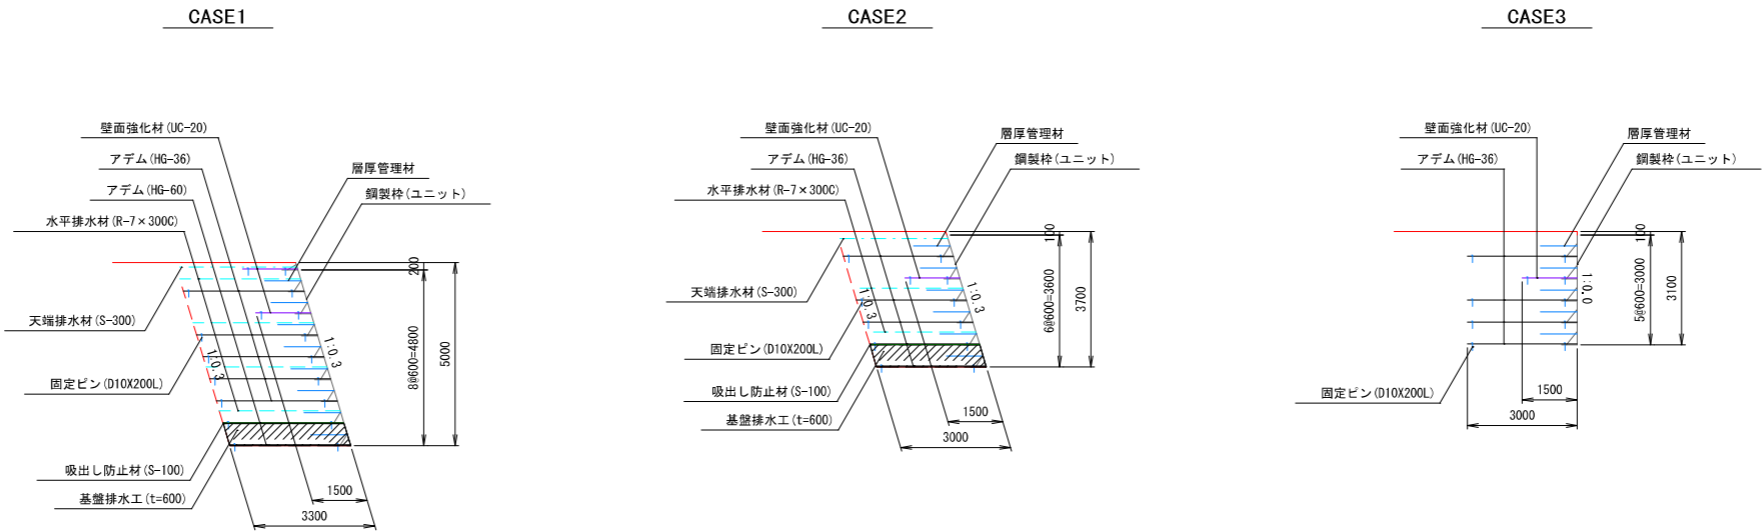 CASE1
壁面強化材(UC-20)
アデム(HG-36)
アデム(HG-60)
水平排水材(R-7×300C)
層厚管理材
鋼製枠(ユニット)
天端排水材(S-300)
固定ピン(D10X200L)
吸出し防止材(S-100)
基盤排水工(t=600)
1:0.3
1:0.3
200
8@600=4800
5000
1500
3300
CASE2
壁面強化材(UC-20)
アデム(HG-36)
水平排水材(R-7×300C)
層厚管理材
鋼製枠(ユニット)
天端排水材(S-300)
固定ピン(D10X200L)
吸出し防止材(S-100)
基盤排水工(t=600)
1:0.3
1:0.3
100
6@600=3600
3700
1500
3000
CASE3
壁面強化材(UC-20)
アデム(HG-36)
層厚管理材
鋼製枠(ユニット)
固定ピン(D10X200L)
1:0.0
100
5@600=3000
3100
1500
3000